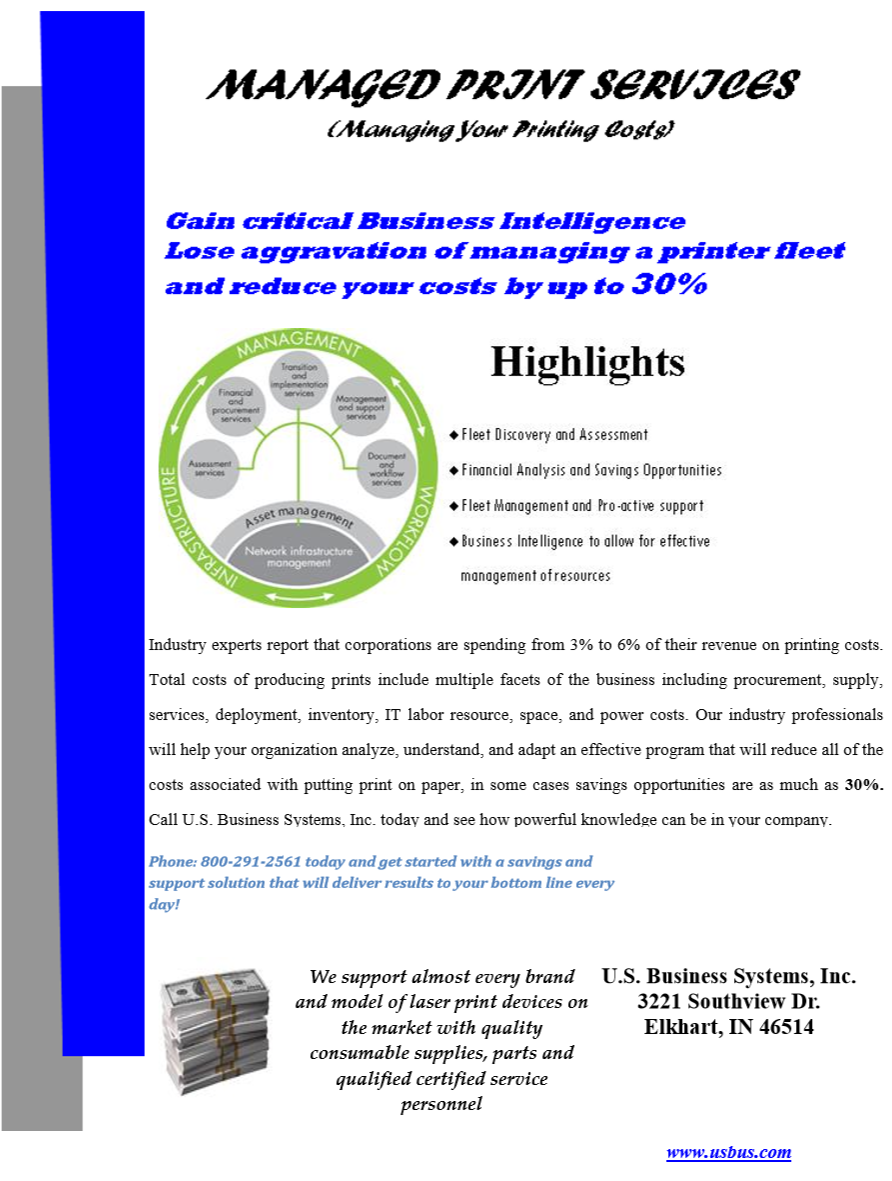 MANAGED PRINT SERVICES
(Managing Your Printing Costs)
Gain critical Business Intelligence
Lose aggravation of managing a printer fleet
and reduce your costs by up to 30%
MANAGEMENT
Transition
and
implementation
services
Financial
and
procurement
services
Management
and support
services
Assessment
services
Document
and
workflow
services
INFRASTRUCTURE
WORKFLOW
Asset management
Network infrastructure
management
Highlights
◆ Fleet Discovery and Assessment
◆ Financial Analysis and Savings Opportunities
◆ Fleet Management and Pro-active support
◆ Business Intelligence to allow for effective
management of resources
Industry experts report that corporations are spending from 3% to 6% of their revenue on printing costs.
Total costs of producing prints include multiple facets of the business including procurement, supply,
services, deployment, inventory, IT labor resource, space, and power costs. Our industry professionals
will help your organization analyze, understand, and adapt an effective program that will reduce all of the
costs associated with putting print on paper, in some cases savings opportunities are as much as 30%.
Call U.S. Business Systems, Inc. today and see how powerful knowledge can be in your company.
Phone: 800-291-2561 today and get started with a savings and
support solution that will deliver results to your bottom line every
day!
We support almost every brand
and model of laser print devices on
the market with quality
consumable supplies, parts and
qualified certified service
personnel
U.S. Business Systems, Inc.
3221 Southview Dr.
Elkhart, IN 46514
www.usbus.com